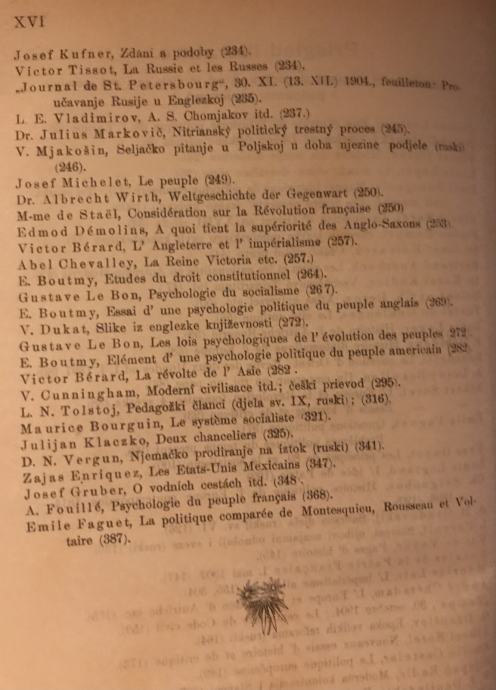 XVI
Josef Kufner, Zdání a podoby (234).
Victor Tissot, La Russie et les Russes (234).
„Journal de St. Petersbourg“, 30. XI. (13. XII.) 1904., feuilleton: Pro-
učavanje Rusije u Englezkoj (235).
L. E. Vladimirov, A. S. Chomjakov itd. (237.)
Dr. Julius Markovič, Nitrianský politický trestný proces (245).
V. Mjakošin, Seljačko pitanje u Poljskoj u doba njezine podjele (ruski)
(246).
Josef Michelet, Le peuple (249).
Dr. Albrecht Wirth, Weltgeschichte der Gegenwart (250).
M-me de Staël, Considération sur la Révolution française (250)
Edmod Démolins, A quoi tient la supériorité des Anglo-Saxons (253).
Victor Bérard, L' Angleterre et l' impérialisme (257).
Abel Chevalley, La Reine Victoria etc. (257.)
E. Boutmy, Etudes du droit constitutionnel (264).
Gustave Le Bon, Psychologie du socialisme (267).
E. Boutmy, Essai d' une psychologie politique du peuple anglais (269).
V. Dukat, Slike iz englezke književnosti (272).
Gustave Le Bon, Les lois psychologiques de l' évolution des peuples 272
E. Boutmy, Elément d' une psychologie politique du peuple americain (282
Victor Bérard, La révolte de l' Asie (282.
V. Cunningham, Moderní civilisace itd.; češki prievod (295).
L. N. Tolstoj, Pedagožki članci (djela sv. IX, ruski); (316).
Maurice Bourguin, Le système socialiste (321).
Julijan Klaczko, Deux chanceliers (325).
D. N. Vergun, Njemačko prodiranje na iztok (ruski) (341).
Zajas Enriquez, Les Etats-Unis Mexicains (347).
Josef Gruber, O vodních cestách itd. (348.
A. Fouillé, Psychologie du peuple français (368).
Emile Faguet, La politique comparée de Montesquieu, Rousseau et Vol-
taire (387).